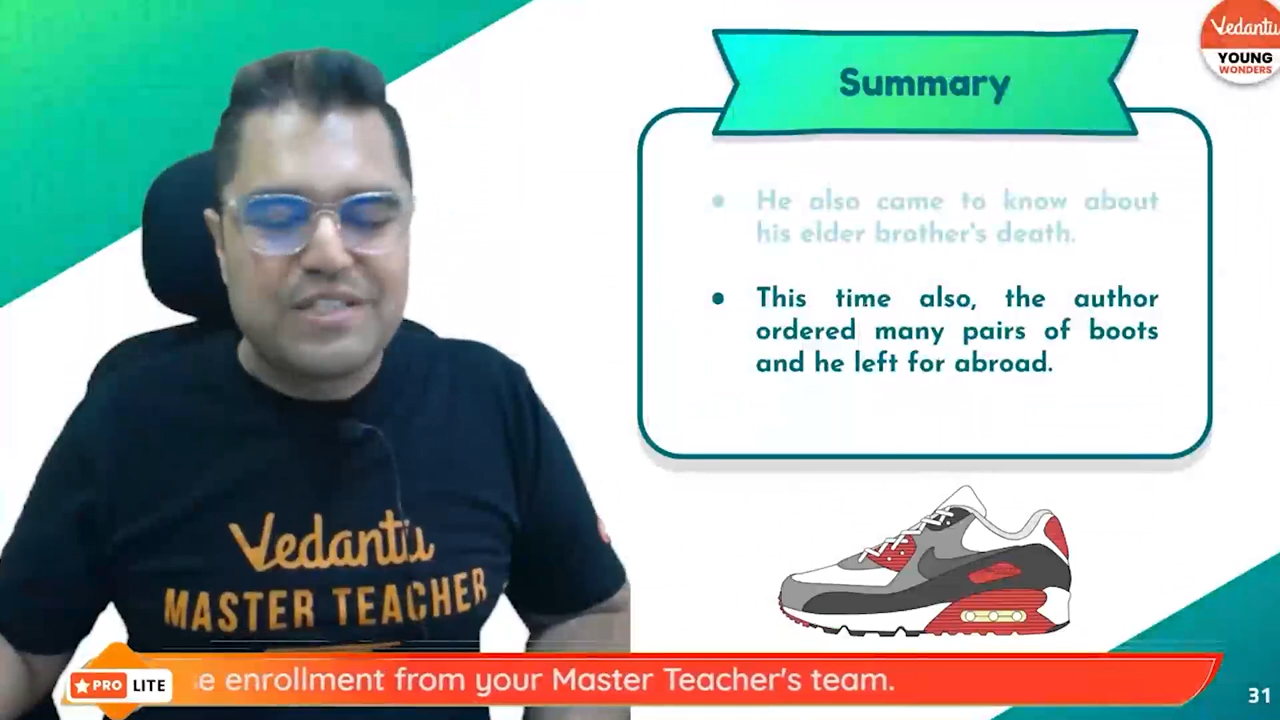 Vedantu
YOUNG
WONDERS
Summary
• He also came to know about
his elder brother's death.
• This time also, the author
ordered many pairs of boots
and he left for abroad.
Vedantu
MASTER TEACHER
PRO LITE
e enrollment from your Master Teacher's team.
31